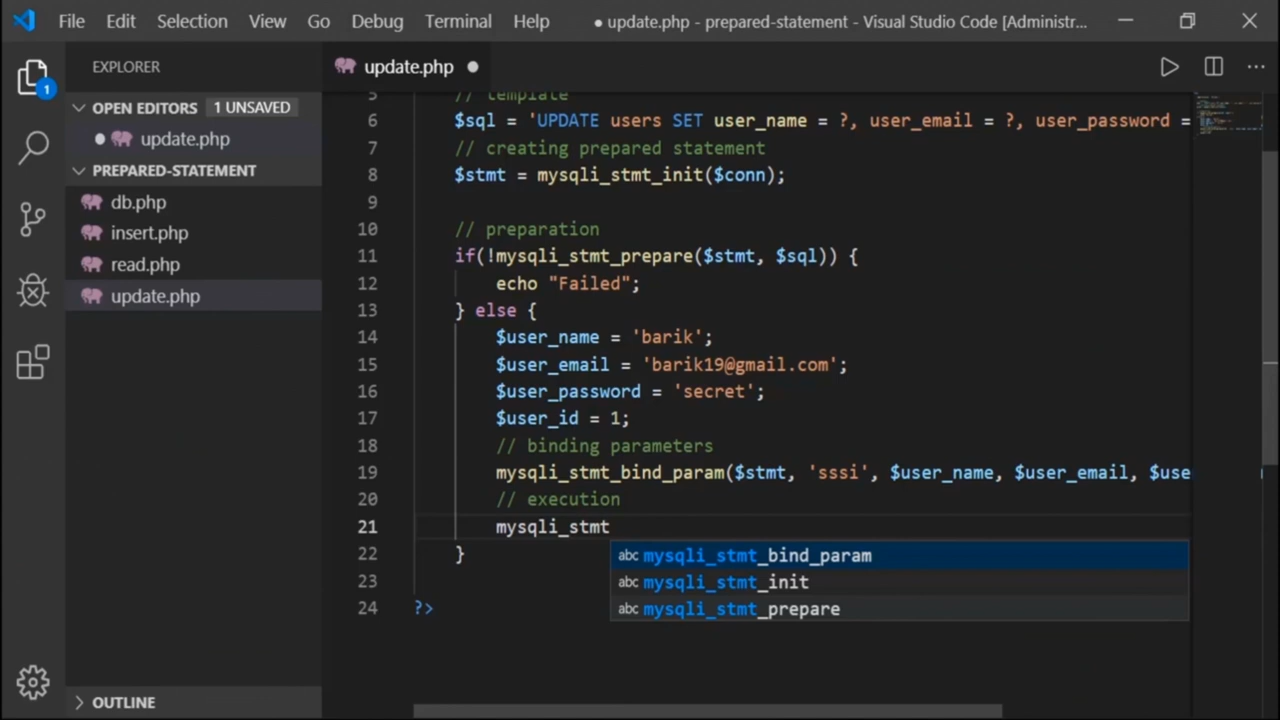 File Edit Selection View Go Debug Terminal Help ● update.php - prepared-statement - Visual Studio Code [Administr...
EXPLORER
1
OPEN EDITORS 1 UNSAVED
update.php
PREPARED-STATEMENT
db.php
insert.php
read.php
update.php
OUTLINE
update.php
5 // template
6 $sql = 'UPDATE users SET user_name = ?, user_email = ?, user_password =
7 // creating prepared statement
8 $stmt = mysqli_stmt_init($conn);
9
10 // preparation
11 if(!mysqli_stmt_prepare($stmt, $sql)) {
12 echo "Failed";
13 } else {
14 $user_name = 'barik';
15 $user_email = 'barik19@gmail.com';
16 $user_password = 'secret';
17 $user_id = 1;
18 // binding parameters
19 mysqli_stmt_bind_param($stmt, 'sssi', $user_name, $user_email, $use
20 // execution
21 mysqli_stmt
22 }
23
24 ?>
abc mysqli_stmt_bind_param
abc mysqli_stmt_init
abc mysqli_stmt_prepare